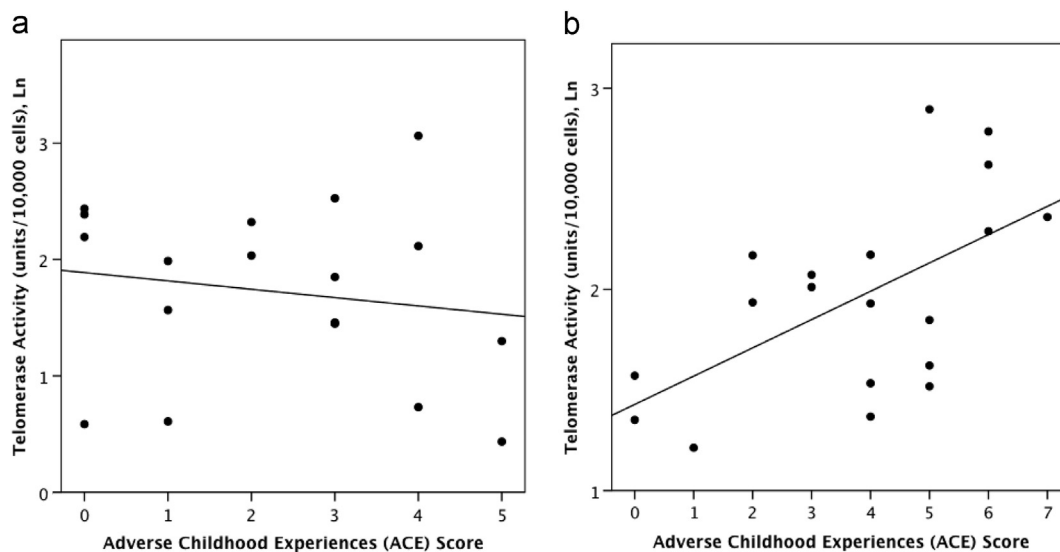 a
Telomerase Activity (units/10,000 cells), Ln
3
2
1
0
0 1 2 3 4 5
Adverse Childhood Experiences (ACE) Score
b
Telomerase Activity (units/10,000 cells), Ln
3
2
1
0 1 2 3 4 5 6 7
Adverse Childhood Experiences (ACE) Score